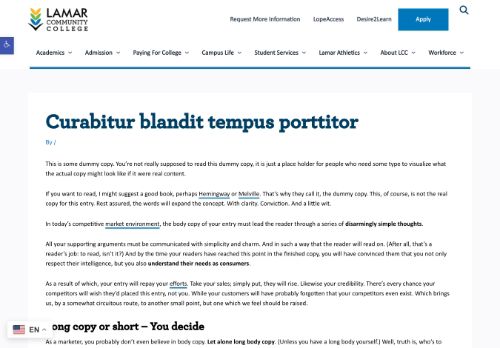 LAMAR
COMMUNITY
COLLEGE
Request More Information LopeAccess Desire2Learn Apply
Academics Admission Paying For College Campus Life Student Services Lamar Athletics About LCC Workforce
Curabitur blandit tempus porttitor
By /
This is some dummy copy. You're not really supposed to read this dummy copy, it is just a place holder for people who need some type to visualize what
the actual copy might look like if it were real content.
If you want to read, I might suggest a good book, perhaps Hemingway or Melville. That's why they call it, the dummy copy. This, of course, is not the real
copy for this entry. Rest assured, the words will expand the concept. With clarity. Conviction. And a little wit.
In today's competitive market environment, the body copy of your entry must lead the reader through a series of disarmingly simple thoughts.
All your supporting arguments must be communicated with simplicity and charm. And in such a way that the reader will read on. (After all, that's a
reader's job: to read, isn't it?) And by the time your readers have reached this point in the finished copy, you will have convinced them that you not only
respect their intelligence, but you also understand their needs as consumers.
As a result of which, your entry will repay your efforts. Take your sales; simply put, they will rise. Likewise your credibility. There's every chance your
competitors will wish they'd placed this entry, not you. While your customers will have probably forgotten that your competitors even exist. Which brings
us, by a somewhat circuitous route, to another small point, but one which we feel should be raised.
Long copy or short – You decide
As a marketer, you probably don't even believe in body copy. Let alone long body copy. (Unless you have a long body yourself.) Well, truth is, who's to
EN